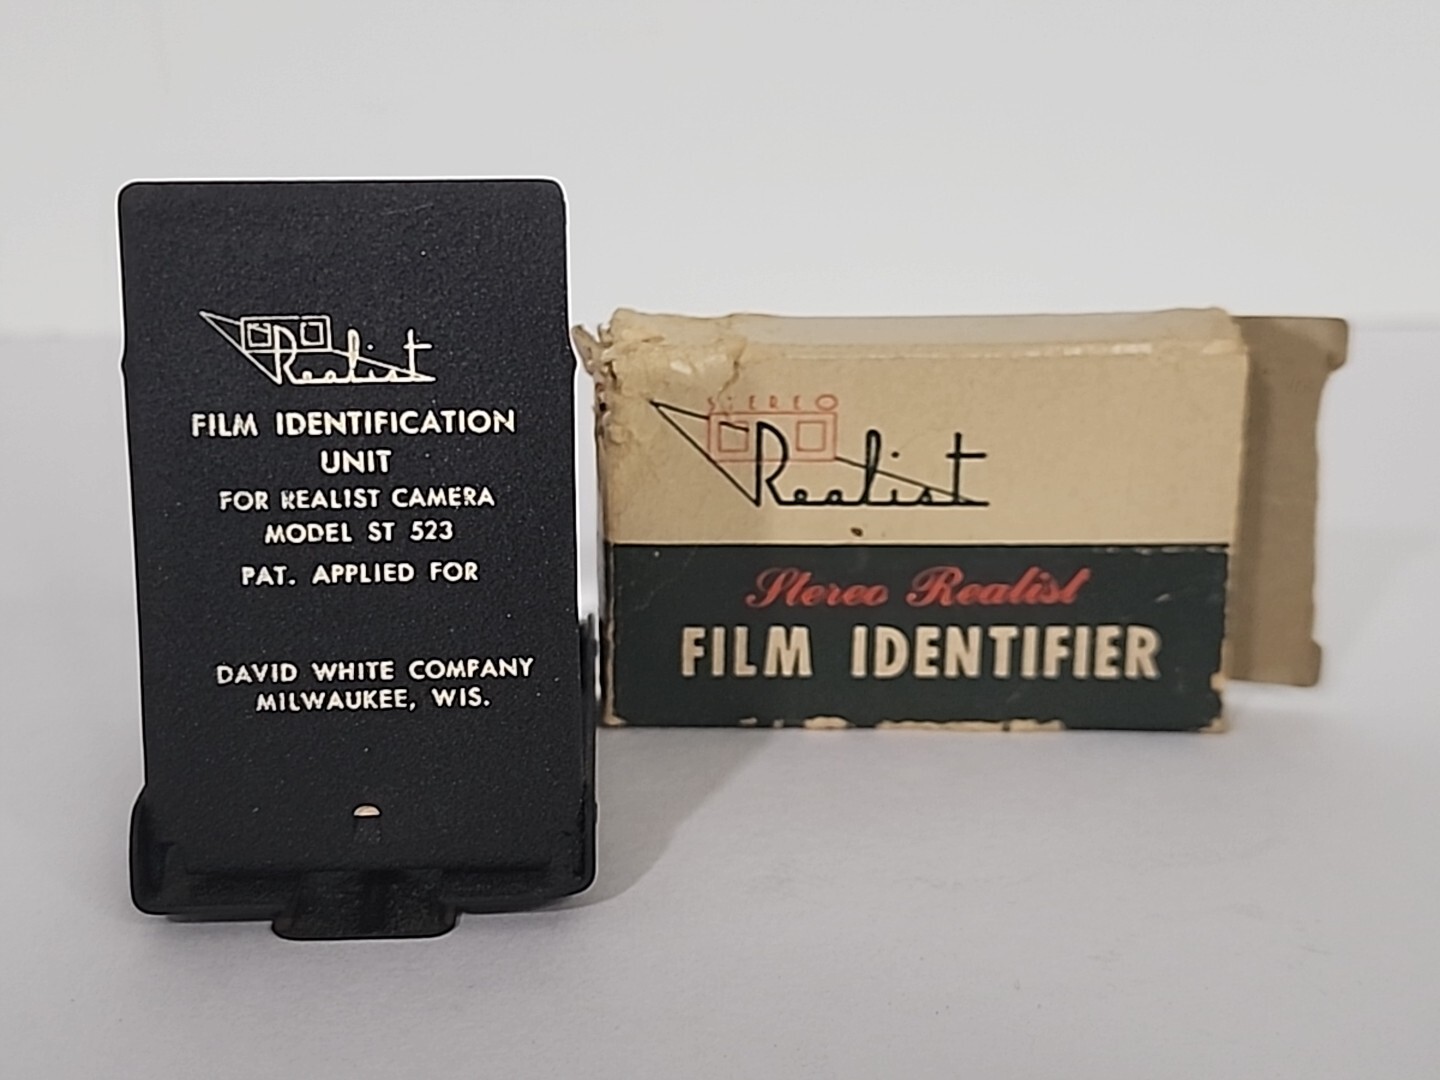 Realist
FILM IDENTIFICATION
UNIT
FOR REALIST CAMERA
MODEL ST 523
PAT. APPLIED FOR
DAVID WHITE COMPANY
MILWAUKEE, WIS.
STEREO
Realist
Stereo Realist
FILM IDENTIFIER